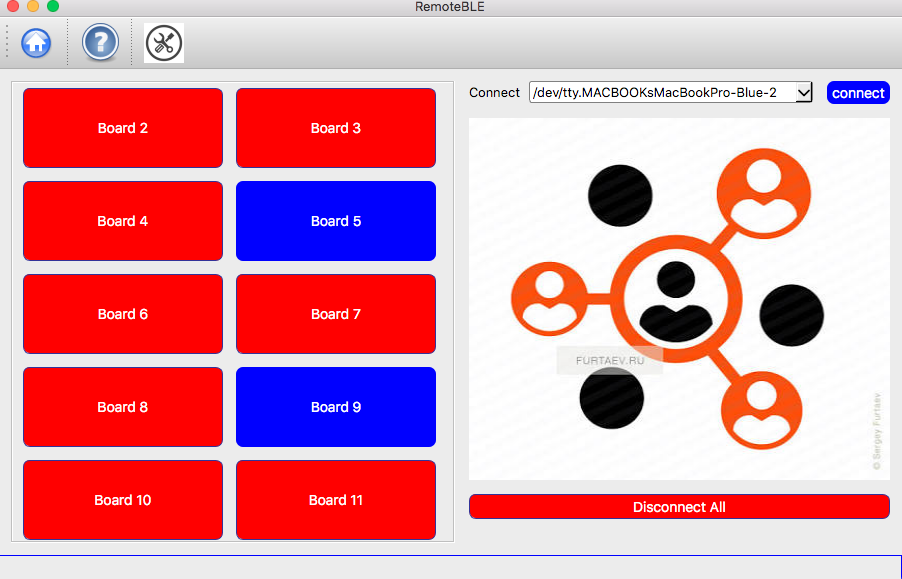 RemoteBLE
?
Board 2
Board 3
Board 4
Board 5
Board 6
Board 7
Board 8
Board 9
Board 10
Board 11
Connect
/dev/tty.MACBOOKsMacBookPro-Blue-2
connect
FURTAEV.RU
© Sergey Furtaev
Disconnect All